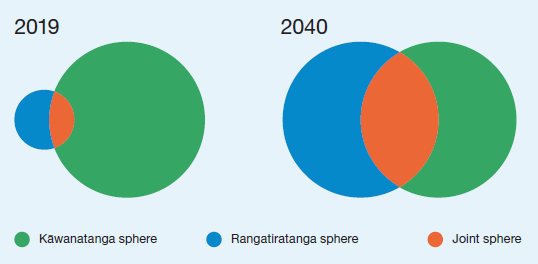 2019
2040
Kāwanatanga sphere
Rangatiratanga sphere
Joint sphere